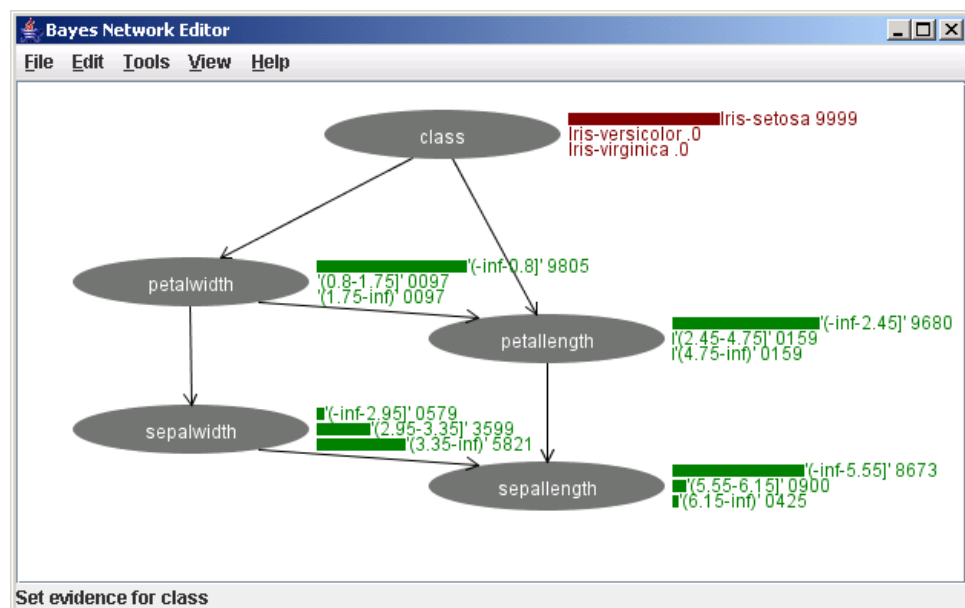 Bayes Network Editor
File Edit Tools View Help
class
Iris-setosa 9999
Iris-versicolor .0
Iris-virginica .0
petalwidth
'(-inf-0.8]' 9805
'(0.8-1.75]' 0097
'(1.75-inf)' 0097
petallength
'(-inf-2.45]' 9680
'(2.45-4.75]' 0159
'(4.75-inf)' 0159
sepalwidth
'(-inf-2.95]' 0579
'(2.95-3.35]' 3599
'(3.35-inf)' 5821
sepallength
'(-inf-5.55]' 8673
'(5.55-6.15]' 0900
'(6.15-inf)' 0425
Set evidence for class